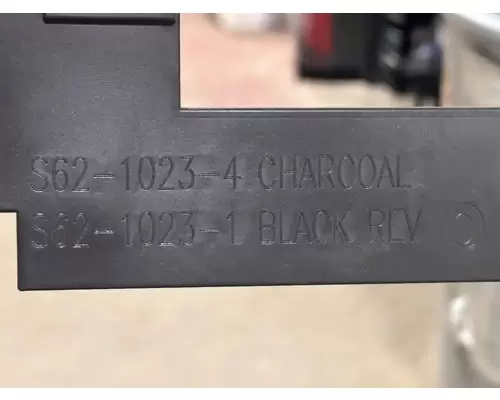 S62-1023-4 CHARCOAL
S62-1023-1 BLACK REV